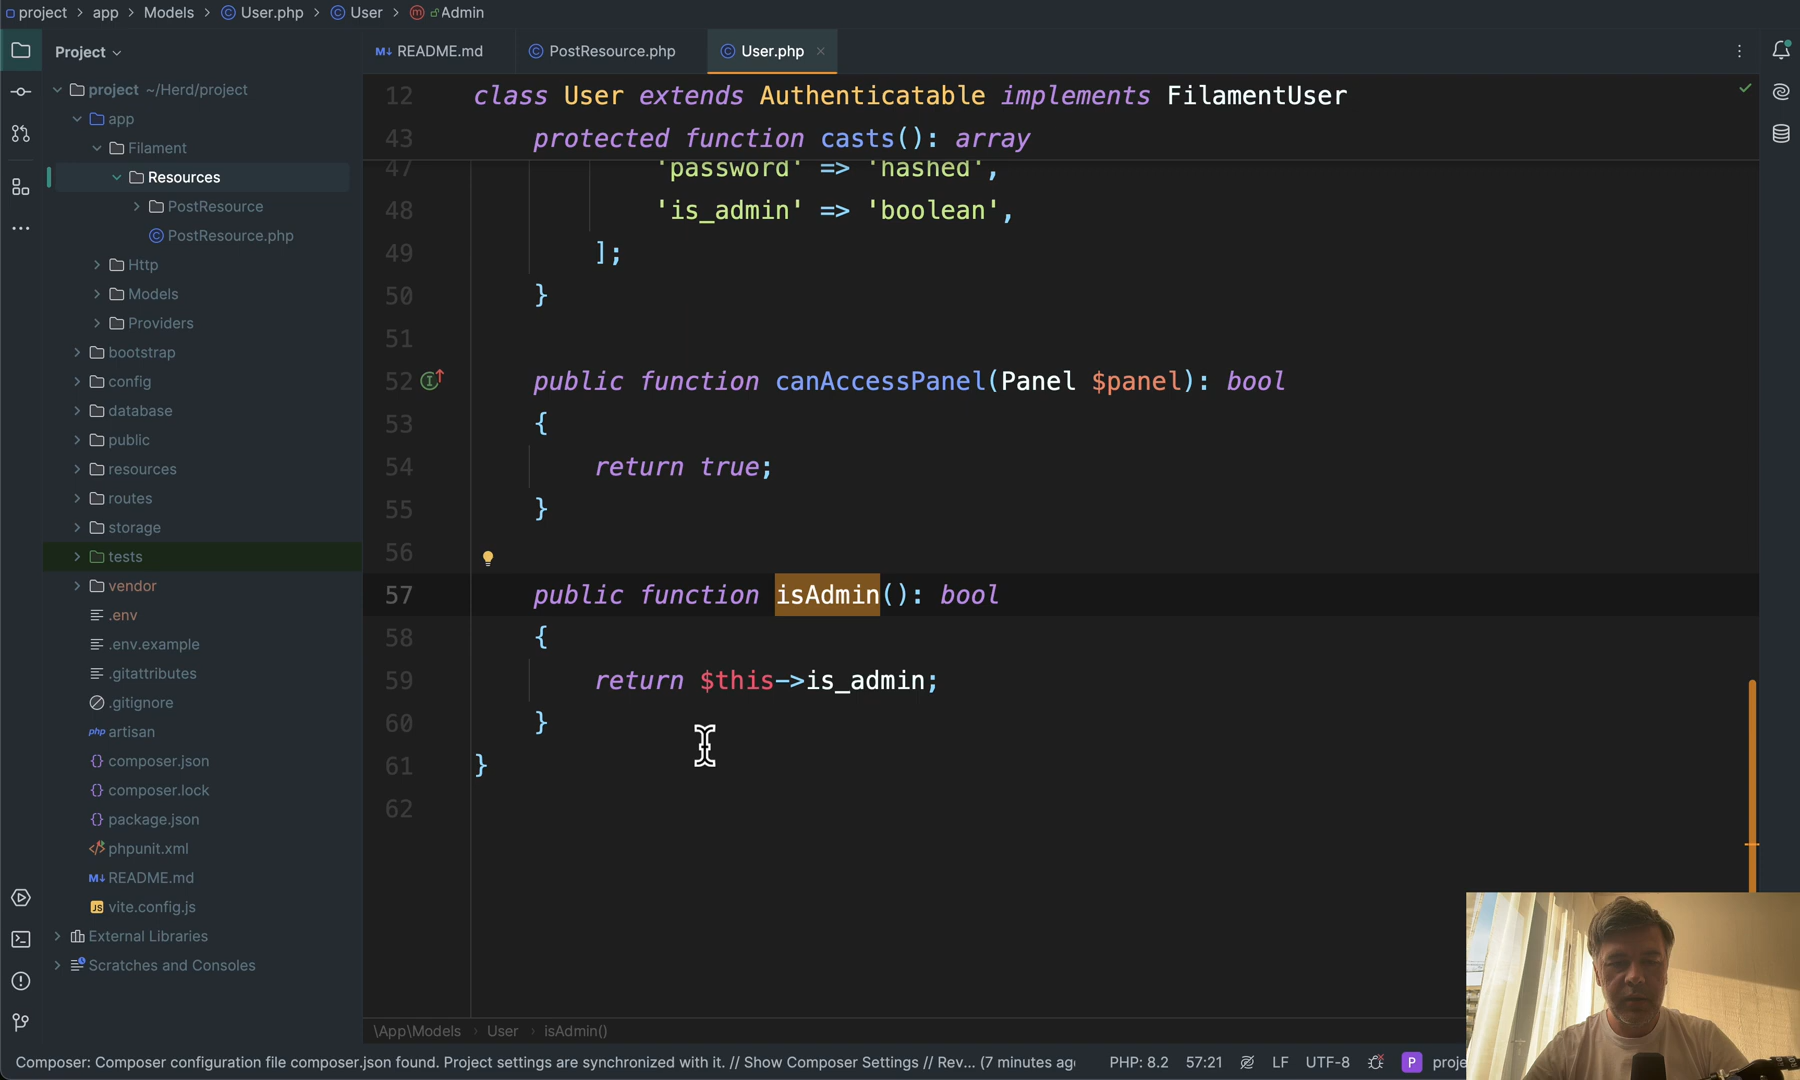 project > app > Models > User.php > User > isAdmin
Project
README.md
PostResource.php
User.php
project ~/Herd/project
app
Filament
Resources
PostResource
PostResource.php
Http
Models
Providers
bootstrap
config
database
public
resources
routes
storage
tests
vendor
.env
.env.example
.gitattributes
.gitignore
php artisan
composer.json
composer.lock
package.json
phpunit.xml
README.md
vite.config.js
External Libraries
Scratches and Consoles
12 class User extends Authenticatable implements FilamentUser
43 protected function casts(): array
47 'password' => 'hashed',
48 'is_admin' => 'boolean',
49 ];
50 }
51
52 public function canAccessPanel(Panel $panel): bool
53 {
54 return true;
55 }
56
57 public function isAdmin(): bool
58 {
59 return $this->is_admin;
60 }
61 }
62
\App\Models > User > isAdmin()
Composer: Composer configuration file composer.json found. Project settings are synchronized with it. // Show Composer Settings // Rev... (7 minutes ag
PHP: 8.2 57:21 LF UTF-8 P proje